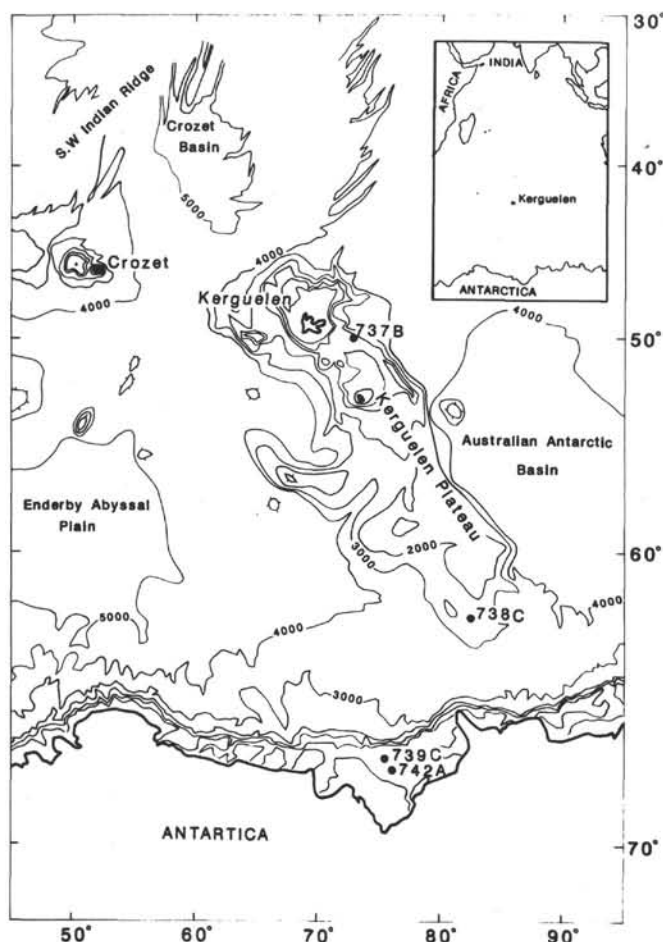 30°
S.W Indian Ridge
Crozet
Basin
AFRICA
INDIA
5000
40°
Kerguelen
Crozet
4000
4000
Kerguelen
ANTARCTICA
4000
737B
50°
Kerguelen Plateau
Australian Antarctic
Basin
Enderby Abyssal
Plain
3000
2000
60°
738C
5000
4000
4000
3000
739C
742A
ANTARTICA
70°
50° 60° 70° 80° 90°